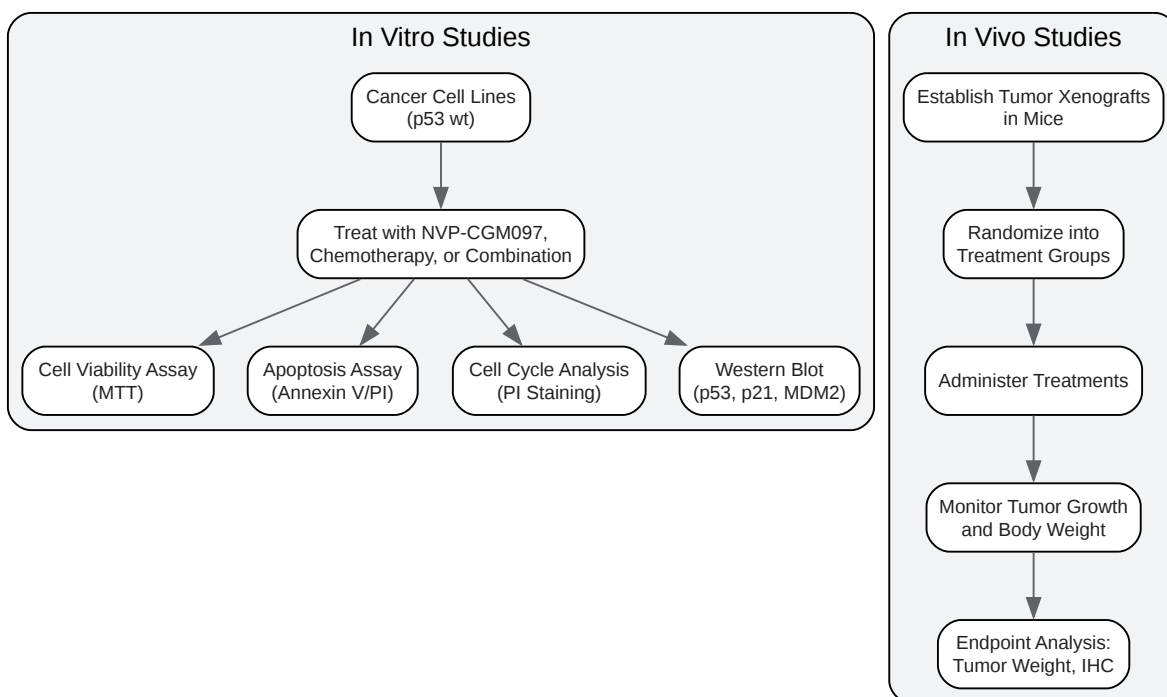 In Vitro Studies
Cancer Cell Lines
(p53 wt)
Treat with NVP-CGM097,
Chemotherapy, or Combination
Cell Viability Assay
(MTT)
Apoptosis Assay
(Annexin V/PI)
Cell Cycle Analysis
(PI Staining)
Western Blot
(p53, p21, MDM2)
In Vivo Studies
Establish Tumor Xenografts
in Mice
Randomize into
Treatment Groups
Administer Treatments
Monitor Tumor Growth
and Body Weight
Endpoint Analysis:
Tumor Weight, IHC